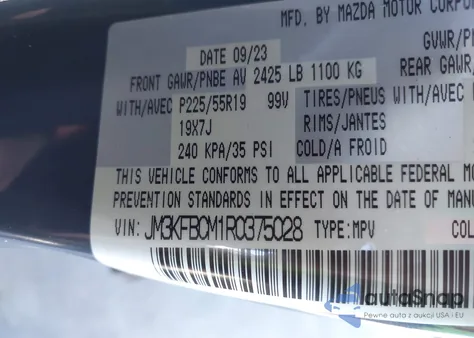 MFD. BY MAZDA MOTOR CORPOR
DATE 09/23
GVWR/PN
FRONT GAWR/PNBE AV 2425 LB 1100 KG
REAR GAWR/
WITH/AVEC P225/55R19 99V TIRES/PNEUS WITH/AVEC
19X7J RIMS/JANTES
240 KPA/35 PSI COLD/A FROID
THIS VEHICLE CONFORMS TO ALL APPLICABLE FEDERAL MO
PREVENTION STANDARDS IN EFFECT ON THE DATE OF MANU
VIN: JM3KFBCM1R0375028 TYPE:MPV COL
autoSnap
Pewne auta z aukcji USA i EU